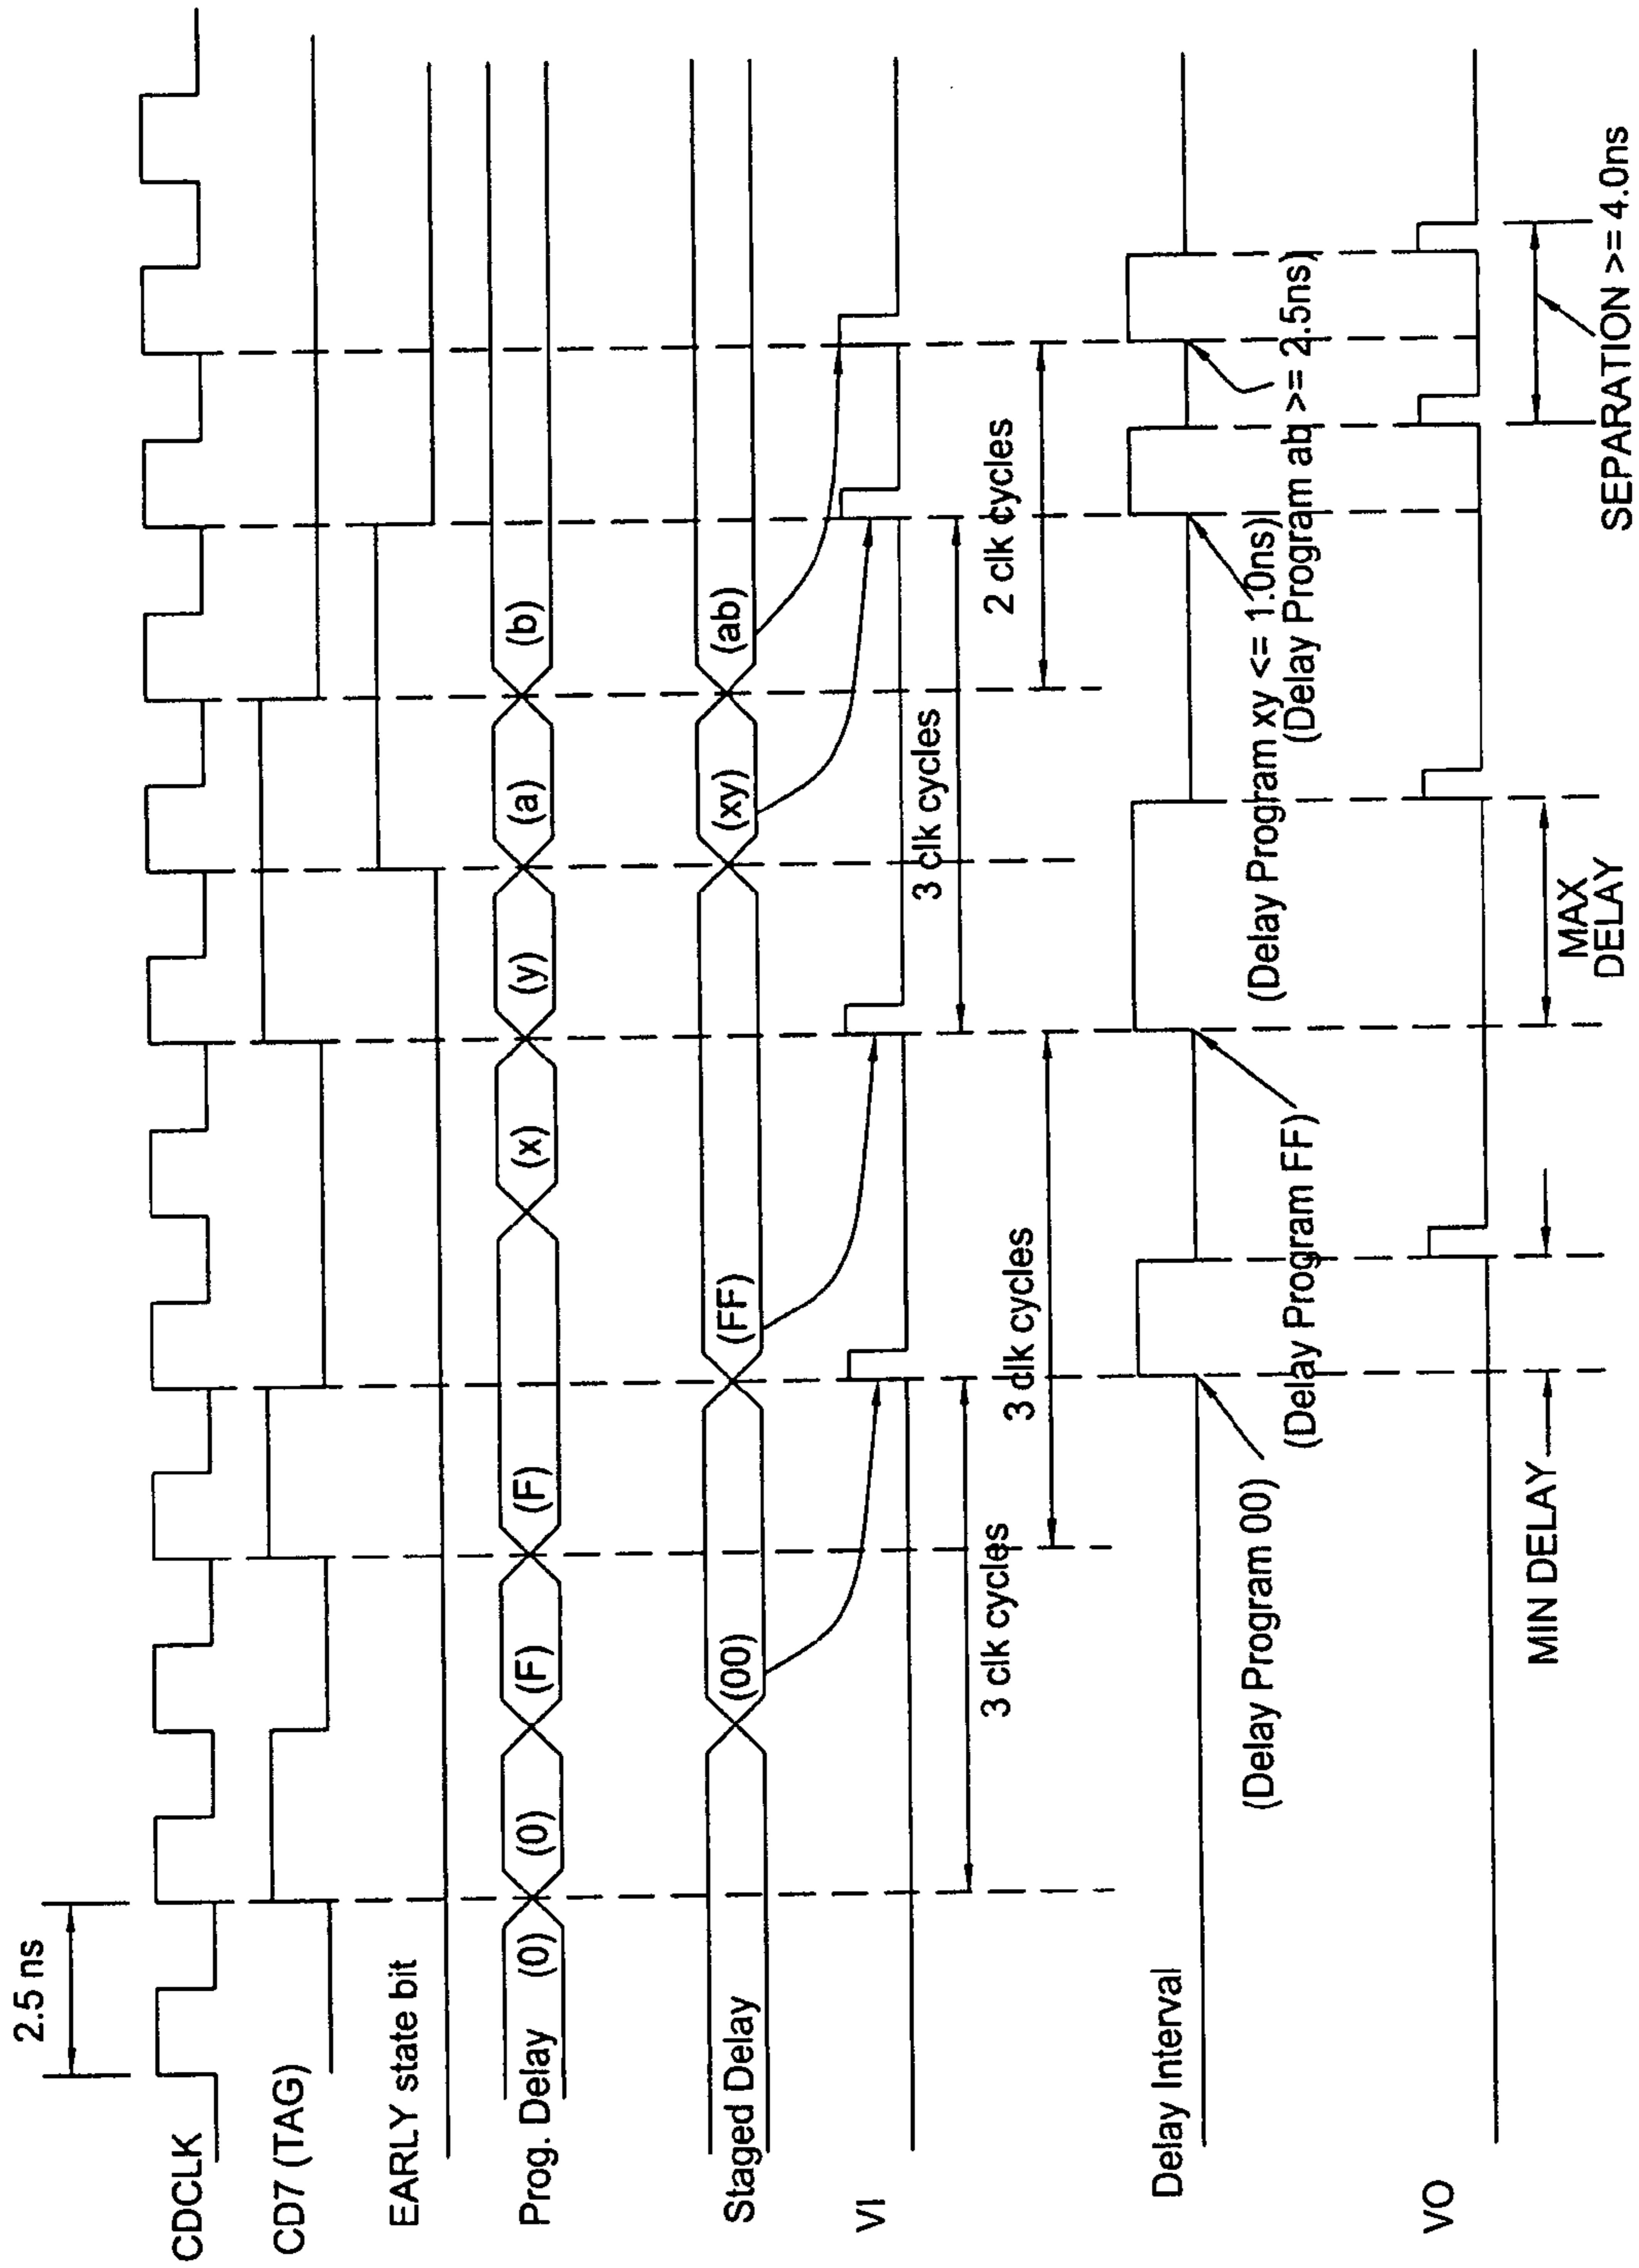 2.5 ns
CDCLK
CD7 (TAG)
EARLY state bit
Prog. Delay
(0)
(0)
(F)
(F)
(x)
(y)
(a)
(b)
Staged Delay
(00)
(FF)
(xy)
(ab)
VI
3 clk cycles
3 clk cycles
3 clk cycles
2 clk cycles
Delay Interval
(Delay Program 00)
(Delay Program FF)
(Delay Program xy <= 1.0ns)
(Delay Program ab >= 2.5ns)
VO
MIN DELAY
MAX
DELAY
SEPARATION >= 4.0ns